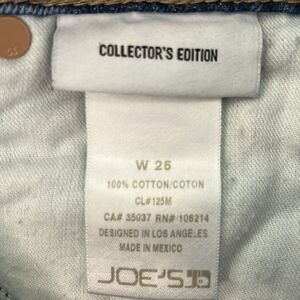 COLLECTOR'S EDITION
W 25
100% COTTON/COTON
CL#125M
CA# 35037 RN# 106214
DESIGNED IN LOS ANGELES
MADE IN MEXICO
JOE'S